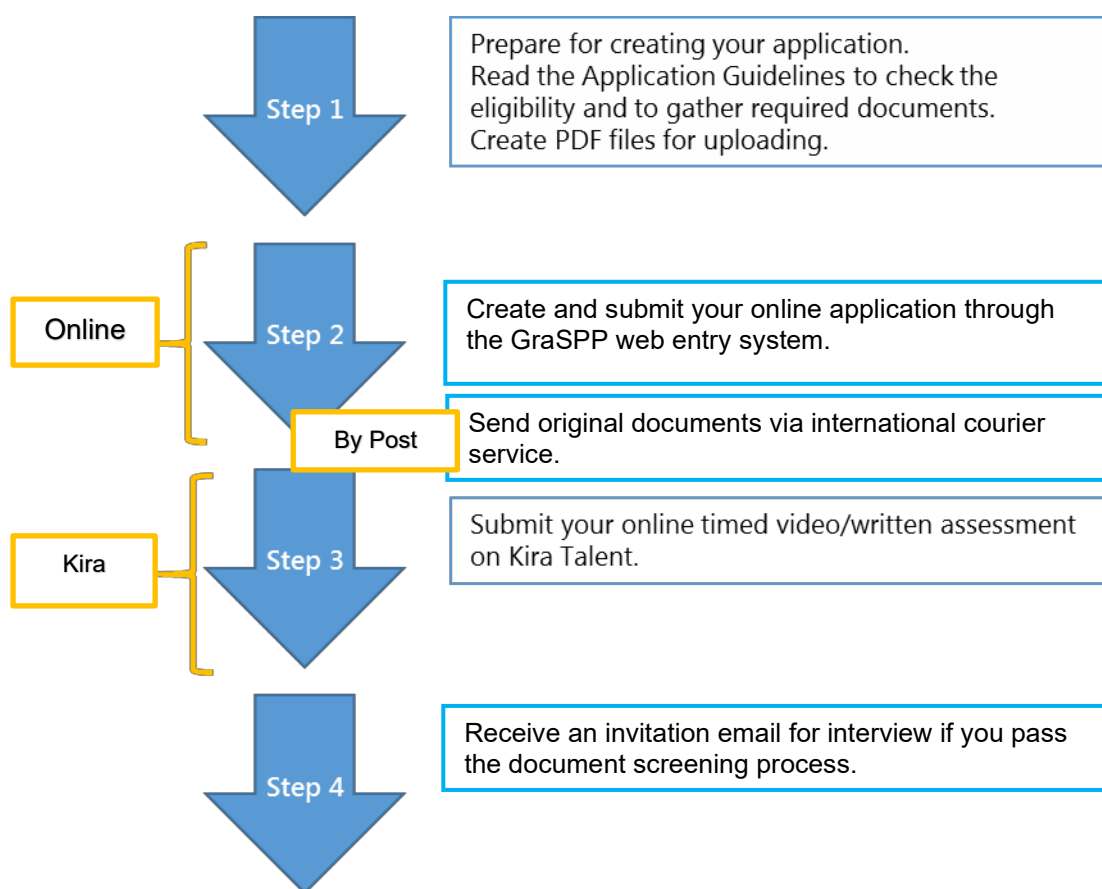 Step 1
Prepare for creating your application.
Read the Application Guidelines to check the
eligibility and to gather required documents.
Create PDF files for uploading.
Online
Step 2
Create and submit your online application through
the GraSPP web entry system.
By Post
Send original documents via international courier
service.
Kira
Step 3
Submit your online timed video/written assessment
on Kira Talent.
Step 4
Receive an invitation email for interview if you pass
the document screening process.